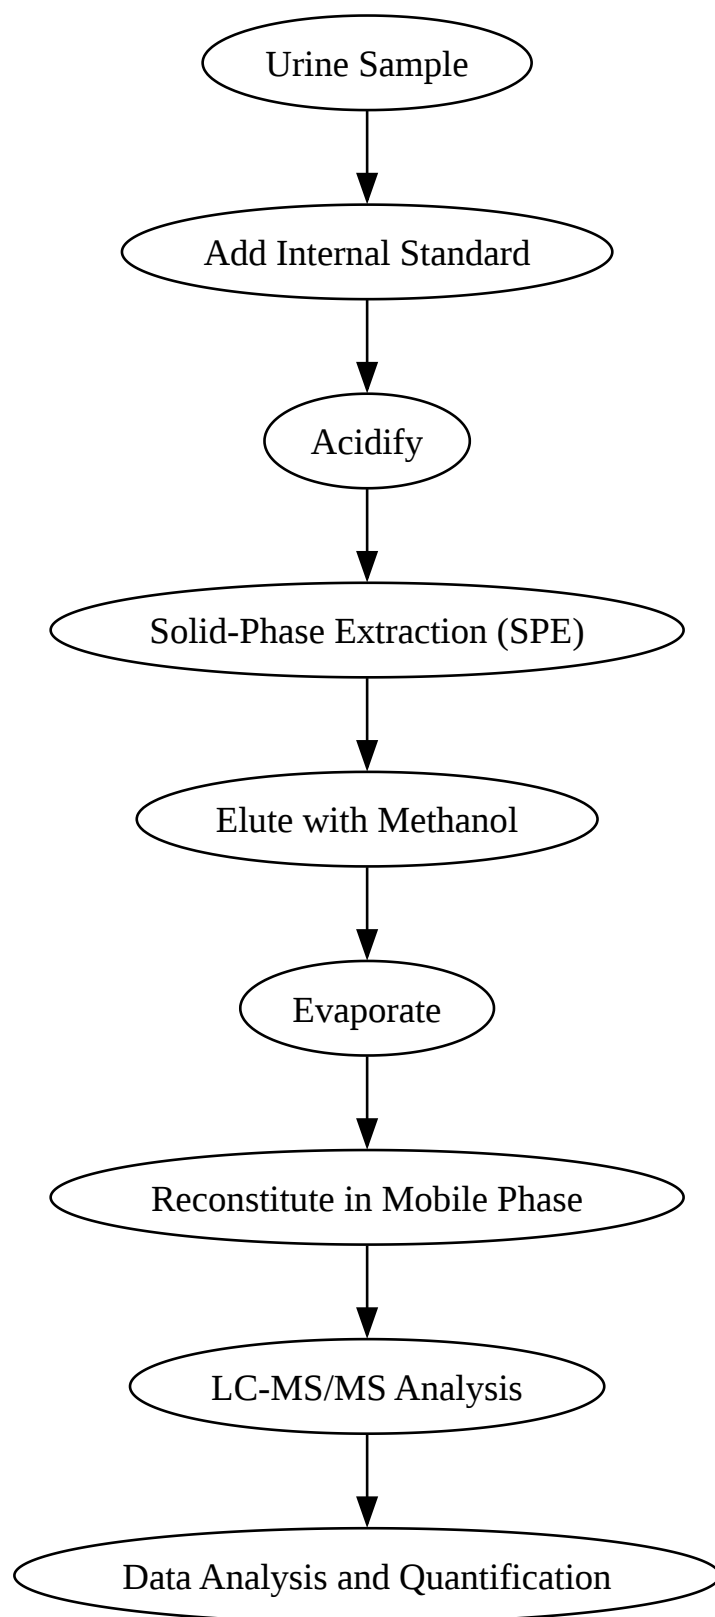 Urine Sample
Add Internal Standard
Acidify
Solid-Phase Extraction (SPE)
Elute with Methanol
Evaporate
Reconstitute in Mobile Phase
LC-MS/MS Analysis
Data Analysis and Quantification